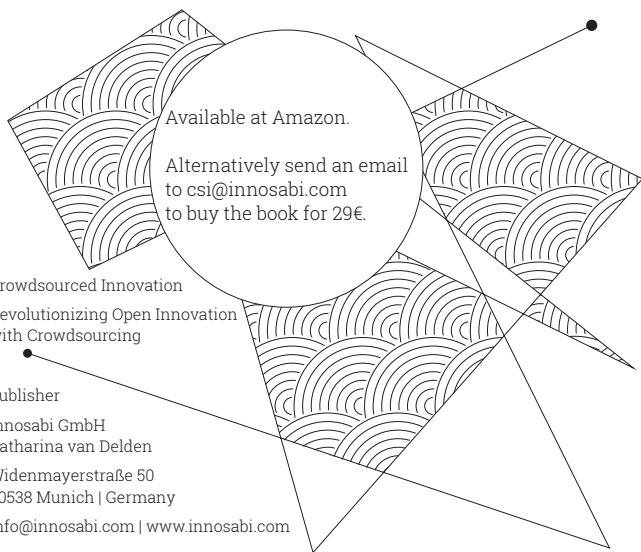 Available at Amazon.
Alternatively send an email
to csi@innosabi.com
to buy the book for 29€.
rowdsourced Innovation
evolutionizing Open Innovation
ith Crowdsourcing
ublisher
nnosabi GmbH
atharina van Delden
Widenmayerstraße 50
0538 Munich | Germany
nfo@innosabi.com | www.innosabi.com